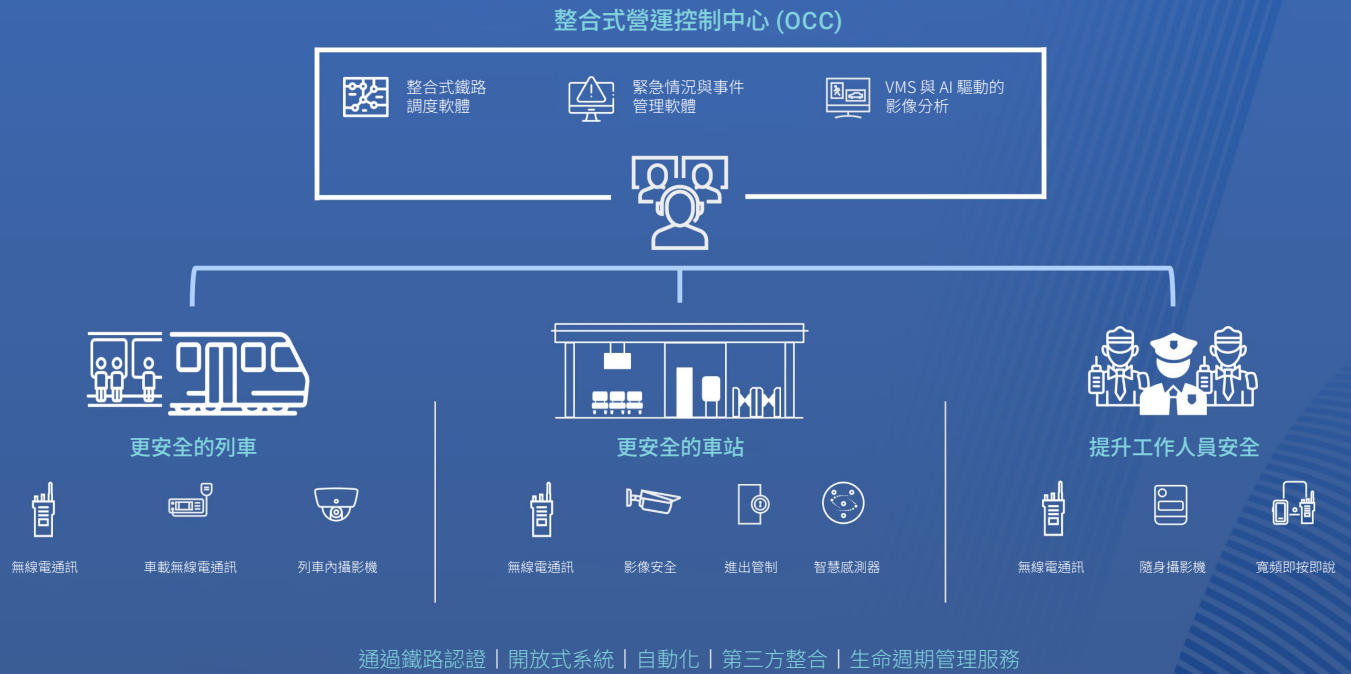 整合式營運控制中心 (OCC)
整合式鐵路
調度軟體
緊急情況與事件
管理軟體
VMS 與 AI 驅動的
影像分析
更安全的列車
無線電通訊
車載無線電通訊
列車內攝影機
更安全的車站
無線電通訊
影像安全
進出管制
智慧感測器
提升工作人員安全
無線電通訊
隨身攝影機
寬頻即按即說
通過鐵路認證 | 開放式系統 | 自動化 | 第三方整合 | 生命週期管理服務